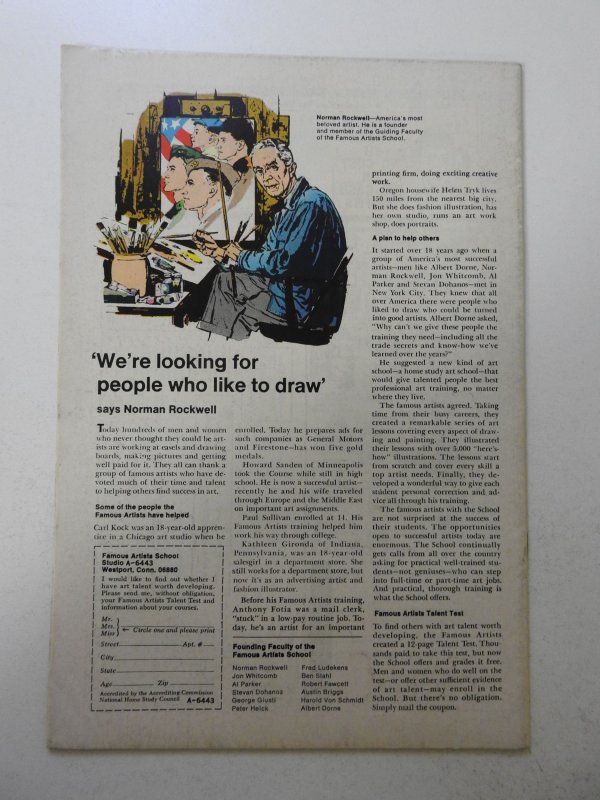 Norman Rockwell—America's most
beloved artist. He is a founder
and member of the Guiding Faculty
of the Famous Artists School.
'We're looking for
people who like to draw'
says Norman Rockwell
Today hundreds of men and women
who never thought they could be art-
ists are working at easels and drawing
boards, making pictures and getting
well paid for it. They all can thank a
group of famous artists who have de-
voted much of their time and talent
to helping others find success in art.
Some of the people the
Famous Artists have helped
Carl Kock was an 18-year-old appren-
tice in a Chicago art studio when he
enrolled. Today he prepares ads for
such companies as General Motors
and Firestone—has won five gold
medals.
Howard Sanden of Minneapolis
took the Course while still in high
school. He is now a successful artist—
recently he and his wife traveled
through Europe and the Middle East
on important art assignments.
Paul Sullivan enrolled at 14. His
Famous Artists training helped him
work his way through college.
Kathleen Gironda of Indiana,
Pennsylvania, was an 18-year-old
salesgirl in a department store. She
still works for a department store, but
now it's as an advertising artist and
fashion illustrator.
Before his Famous Artists training,
Anthony Fotia was a mail clerk,
"stuck" in a low-pay routine job. To-
day, he's an artist for an important
printing firm, doing exciting creative
work.
Oregon housewife Helen Tryk lives
150 miles from the nearest big city.
But she does fashion illustration, has
her own studio, runs an art work
shop, does portraits.
A plan to help others
It started over 18 years ago when a
group of America's most successful
artists—men like Albert Dorne, Nor-
man Rockwell, Jon Whitcomb, Al
Parker and Stevan Dohanos—met in
New York City. They knew that all
over America there were people who
liked to draw who could be turned
into good artists. Albert Dorne asked,
"Why can't we give these people the
training they need—including all the
trade secrets and know-how we've
learned over the years?"
He suggested a new kind of art
school—a home study art school—that
would give talented people the best
professional art training, no matter
where they live.
The famous artists agreed. Taking
time from their busy careers, they
created a remarkable series of art
lessons covering every aspect of draw-
ing and painting. They illustrated
their lessons with over 5,000 "here's-
how" illustrations. The lessons start
from scratch and cover every skill a
top artist needs. Finally, they de-
veloped a wonderful way to give each
student personal correction and ad-
vice all through his training.
The famous artists with the School
are not surprised at the success of
their students. The opportunities
open to successful artists today are
enormous. The School continually
gets calls from all over the country
asking for practical well-trained stu-
dents—not geniuses—who can step
into full-time or part-time art jobs.
And practical, thorough training is
what the School offers.
Famous Artists Talent Test
To find others with art talent worth
developing, the Famous Artists
created a 12-page Talent Test. Thou-
sands paid to take this test, but now
the School offers and grades it free.
Men and women who do well on the
test—or offer other sufficient evidence
of art talent—may enroll in the
School. But there's no obligation.
Simply mail the coupon.
Famous Artists School
Studio A-6443
Westport, Conn. 06880
I would like to find out whether I
have art talent worth developing.
Please send me, without obligation,
your Famous Artists Talent Test and
information about your courses.
Mr.
Mrs.
Miss
← Circle one and please print
Street Apt. #
City
State
Age Zip
Accredited by the Accrediting Commission
National Home Study Council A-6443
Founding Faculty of the
Famous Artists School
Norman Rockwell
Jon Whitcomb
Al Parker
Stevan Dohanos
George Giusti
Peter Helck
Fred Ludekens
Ben Stahl
Robert Fawcett
Austin Briggs
Harold Von Schmidt
Albert Dorne